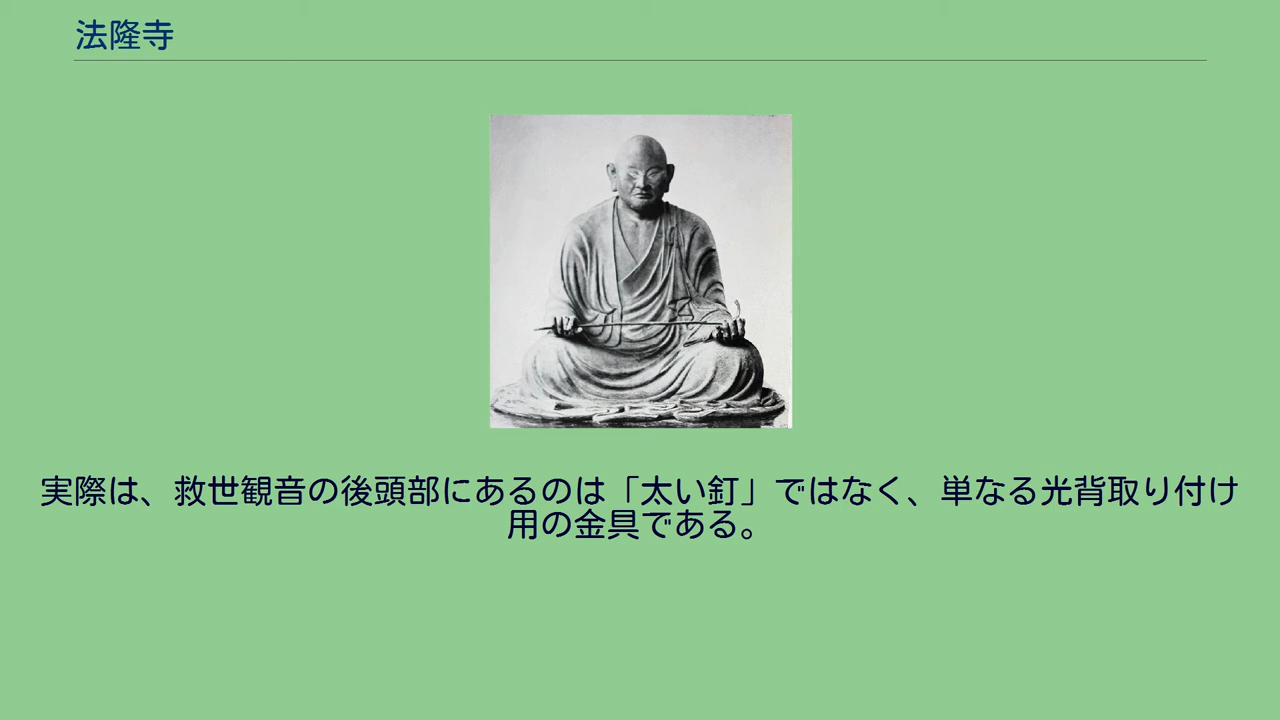 法隆寺
実際は、救世観音の後頭部にあるのは「太い釘」ではなく、単なる光背取り付け
用の金具である。